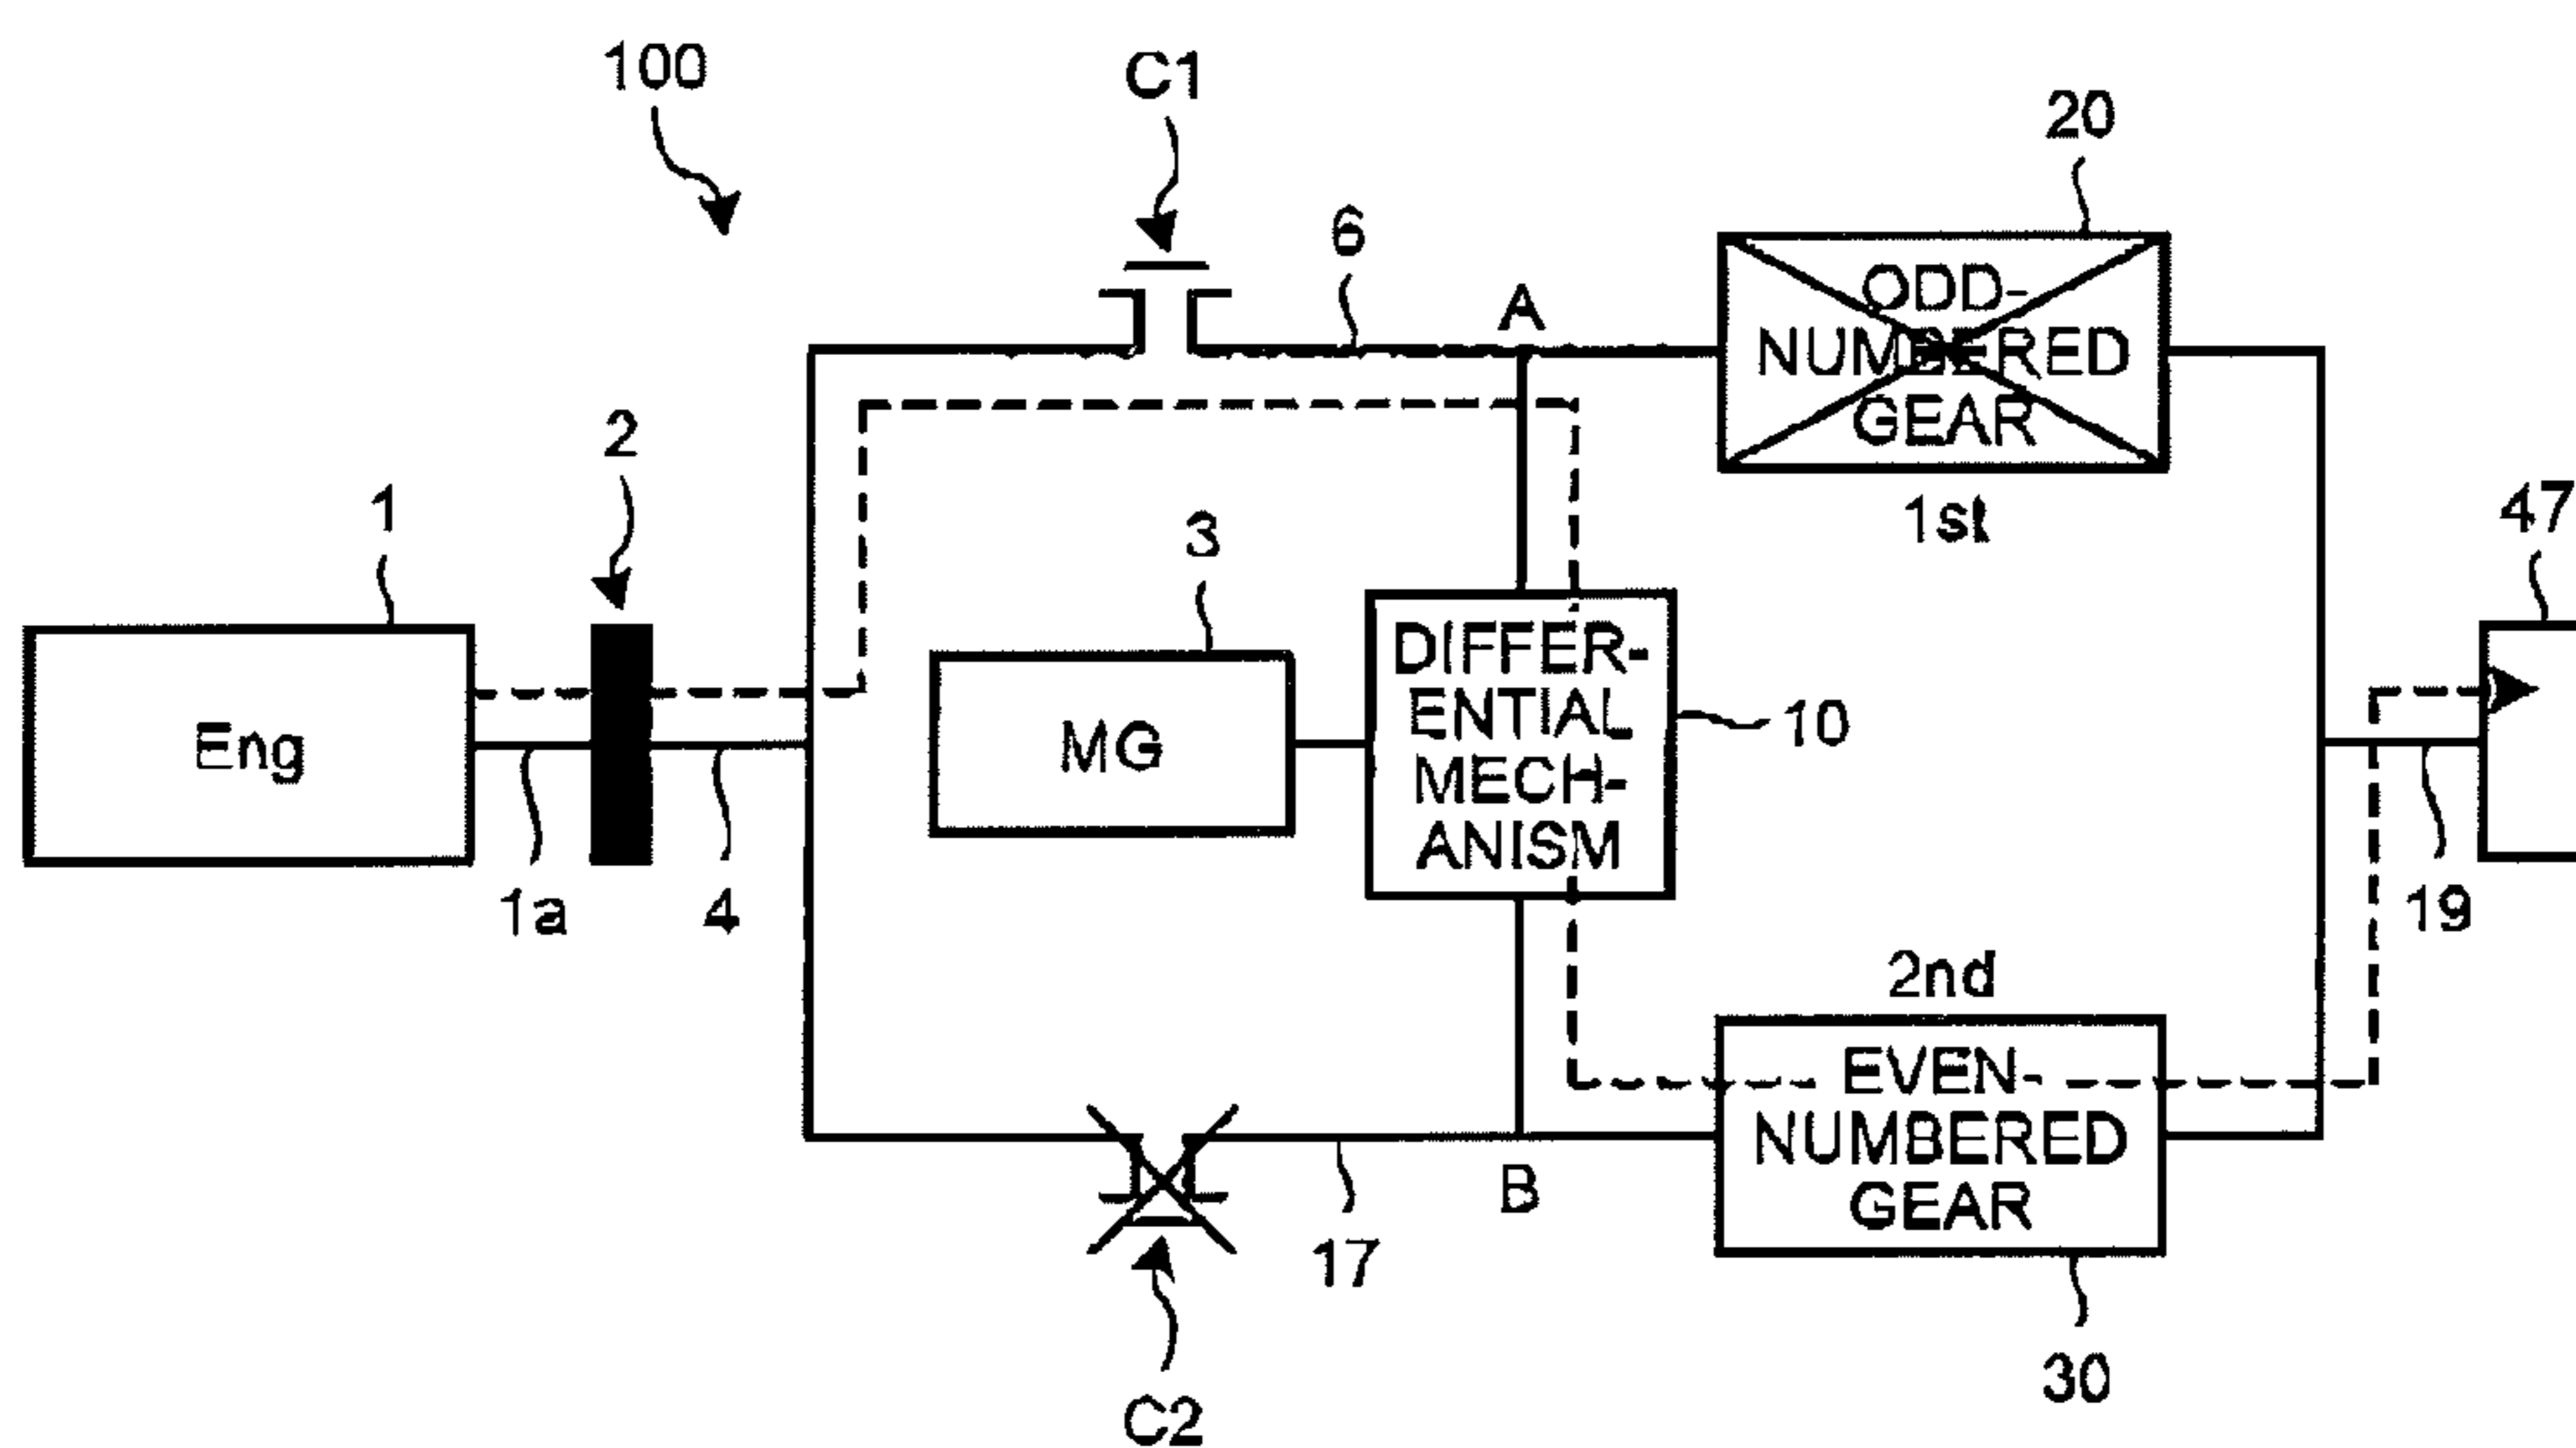 100
C1
20
6
A
ODD-
NUMBERED
GEAR
1st
2
1
3
47
Eng
MG
DIFFER-
ENTIAL
MECH-
ANISM
10
1a
4
19
2nd
EVEN-
NUMBERED
GEAR
B
17
30
C2